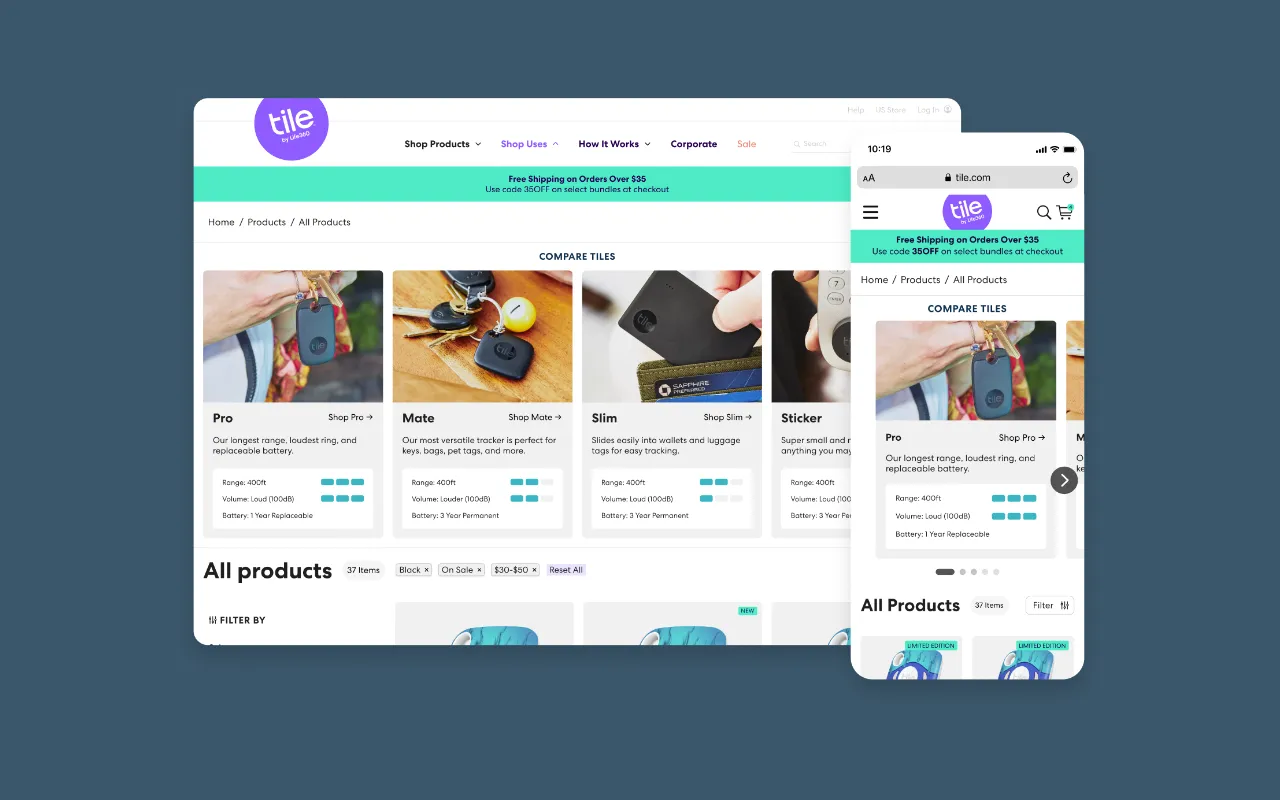 tile
by Life360
Help US Store Log In
Shop Products Shop Uses How It Works Corporate Sale Search
Free Shipping on Orders Over $35
Use code 35OFF on select bundles at checkout
Home / Products / All Products
COMPARE TILES
tile
tile
tile
SAPPHIRE
PREFERRED
7
Pro Shop Pro →
Our longest range, loudest ring, and
replaceable battery.
Range: 400ft
Volume: Loud (100dB)
Battery: 1 Year Replaceable
Mate Shop Mate →
Our most versatile tracker is perfect for
keys, bags, pet tags, and more.
Range: 400ft
Volume: Louder (100dB)
Battery: 3 Year Permanent
Slim Shop Slim →
Slides easily into wallets and luggage
tags for easy tracking.
Range: 400ft
Volume: Loud (100dB)
Battery: 3 Year Permanent
Sticker
Super small and r
anything you may
Range: 400ft
Volume: Loud (100
Battery: 3 Year Pe
All products 37 Items Black × On Sale × $30-$50 × Reset All
FILTER BY
NEW
10:19
AA tile.com
tile
by Life360
Free Shipping on Orders Over $35
Use code 35OFF on select bundles at checkout
Home / Products / All Products
COMPARE TILES
tile
Pro Shop Pro →
Our longest range, loudest ring, and
replaceable battery.
Range: 400ft
Volume: Loud (100dB)
Battery: 1 Year Replaceable
M
O
ke
All Products 37 Items Filter
LIMITED EDITION LIMITED EDITION